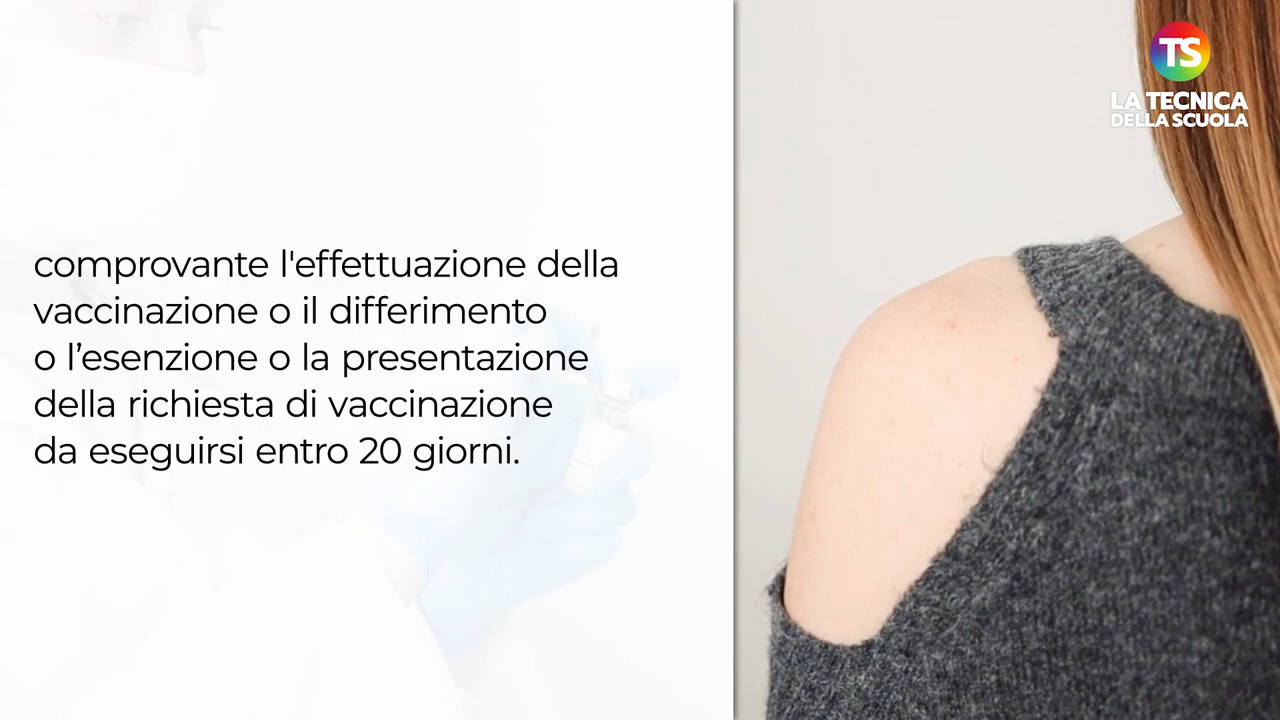 TS
LA TECNICA
DELLA SCUOLA
comprovante l'effettuazione della
vaccinazione o il differimento
o l’esenzione o la presentazione
della richiesta di vaccinazione
da eseguirsi entro 20 giorni.